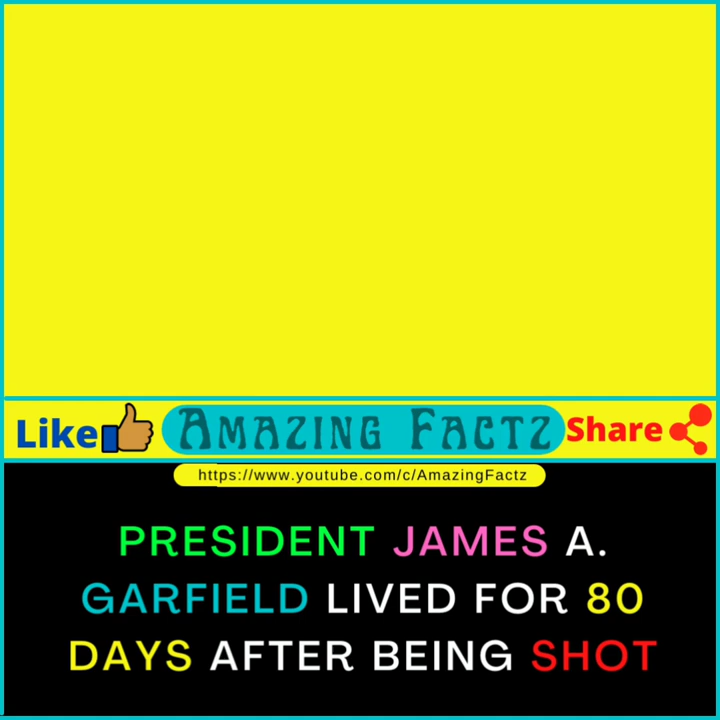 Like Amazing Factz Share
https://www.youtube.com/c/AmazingFactz
PRESIDENT JAMES A.
GARFIELD LIVED FOR 80
DAYS AFTER BEING SHOT